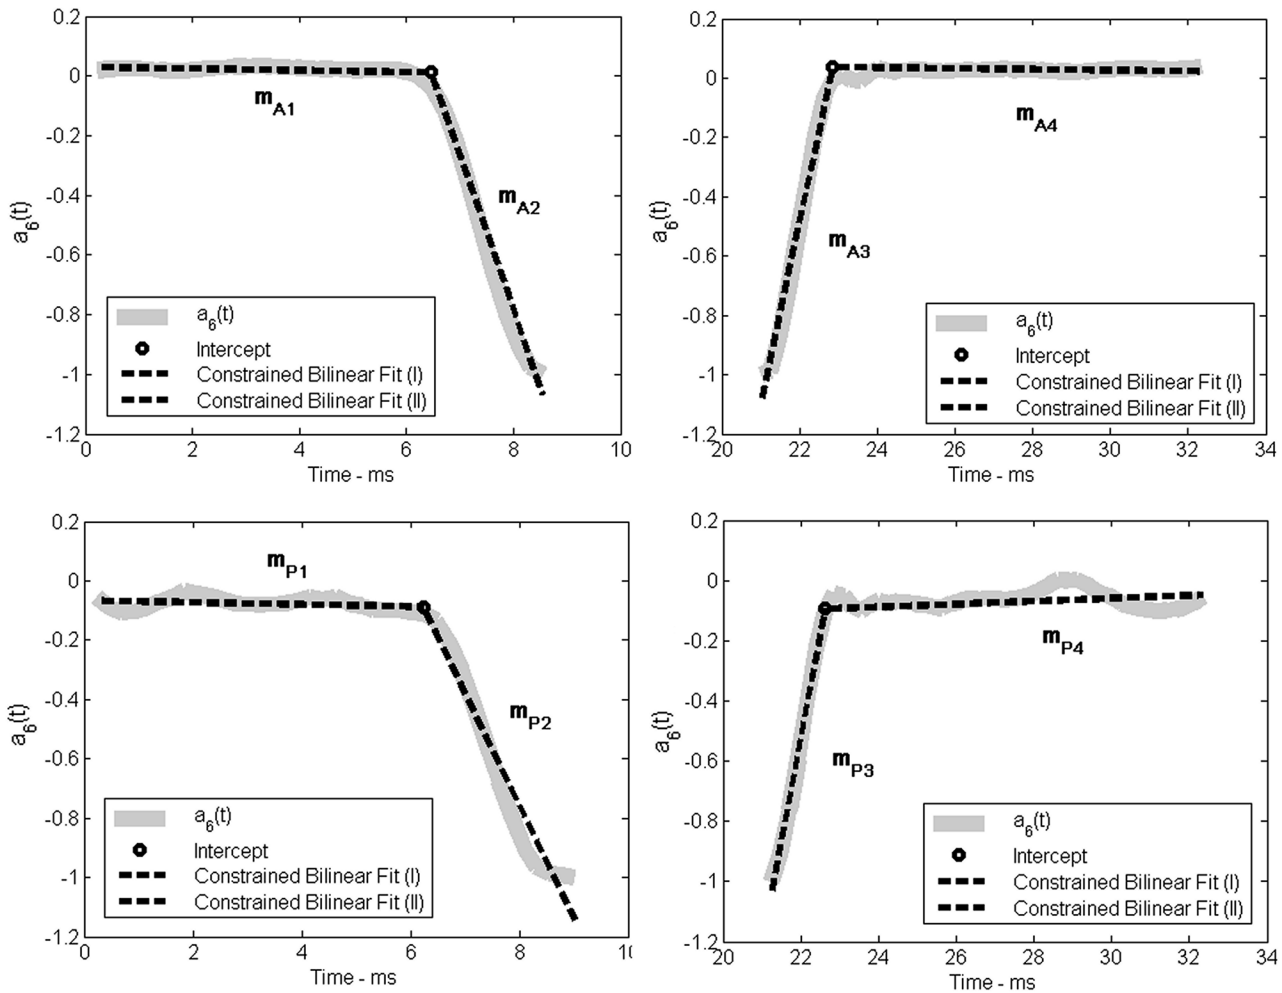 0.2
0
-0.2
-0.4
-0.6
-0.8
-1
-1.2
a6(t)
mA1
mA2
a6(t)
Intercept
Constrained Bilinear Fit (I)
Constrained Bilinear Fit (II)
0 2 4 6 8 10
Time - ms
0.2
0
-0.2
-0.4
-0.6
-0.8
-1
-1.2
a6(t)
mA4
mA3
a6(t)
Intercept
Constrained Bilinear Fit (I)
Constrained Bilinear Fit (II)
20 22 24 26 28 30 32 34
Time - ms
0.2
0
-0.2
-0.4
-0.6
-0.8
-1
-1.2
a6(t)
mP1
mP2
a6(t)
Intercept
Constrained Bilinear Fit (I)
Constrained Bilinear Fit (II)
0 2 4 6 8
Time - ms
0.2
0
-0.2
-0.4
-0.6
-0.8
-1
-1.2
a6(t)
mP4
mP3
a6(t)
Intercept
Constrained Bilinear Fit (I)
Constrained Bilinear Fit (II)
20 22 24 26 28 30 32 34
Time - ms